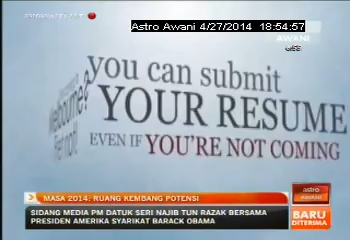 Astro Awani 4/27/2014 18:54:57
AWANI
you can submit
YOUR RESUME
EVEN IF YOU'RE NOT COMING
Welcome?
MASA 2014: RUANG KEMBANG POTENSI
SIDANG MEDIA PM DATUK SERI NAJIB TUN RAZAK BERSAMA
PRESIDEN AMERIKA SYARIKAT BARACK OBAMA
astro
AWANI
BARU
DITERIMA